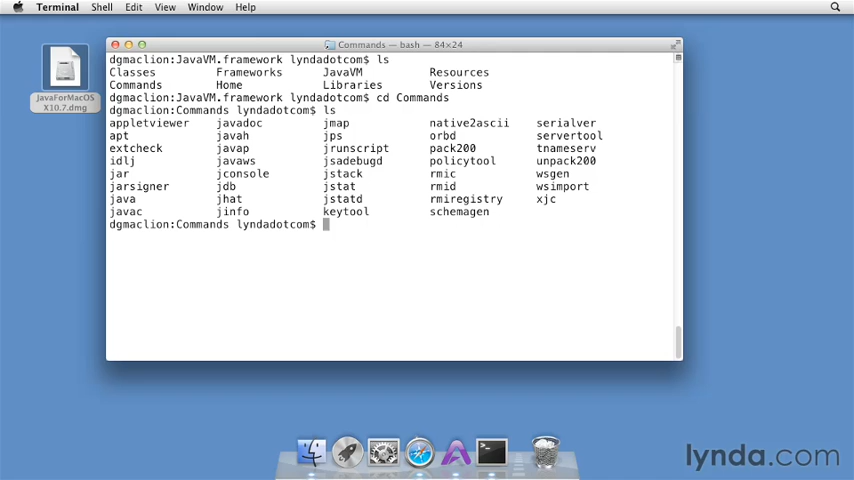 Terminal Shell Edit View Window Help
Commands — bash — 84×24
dgmaclion:JavaVM.framework lyndadotcom$ ls
Classes Frameworks JavaVM Resources
Commands Home Libraries Versions
dgmaclion:JavaVM.framework lyndadotcom$ cd Commands
dgmaclion:Commands lyndadotcom$ ls
appletviewer javadoc jmap native2ascii serialver
apt javah jps orbd servertool
extcheck javap jrunscript pack200 tnameserv
idlj javaws jsadebugd policytool unpack200
jar jconsole jstack rmic wsgen
jarsigner jdb jstat rmid wsimport
java jhat jstatd rmiregistry xjc
javac jinfo keytool schemagen
dgmaclion:Commands lyndadotcom$
JavaForMacOS
X10.7.dmg
lynda.com